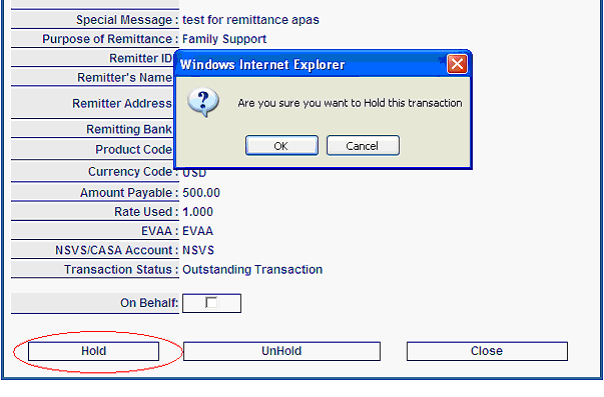 Special Message : test for remittance apas
Purpose of Remittance : Family Support
Remitter ID
Windows Internet Explorer
Remitter's Name
Remitter Address
Are you sure you want to Hold this transaction
Remitting Bank
Product Code
OK Cancel
Currency Code : USD
Amount Payable : 500.00
Rate Used : 1.000
EVAA : EVAA
NSVS/CASA Account : NSVS
Transaction Status : Outstanding Transaction
On Behalf:
Hold UnHold Close